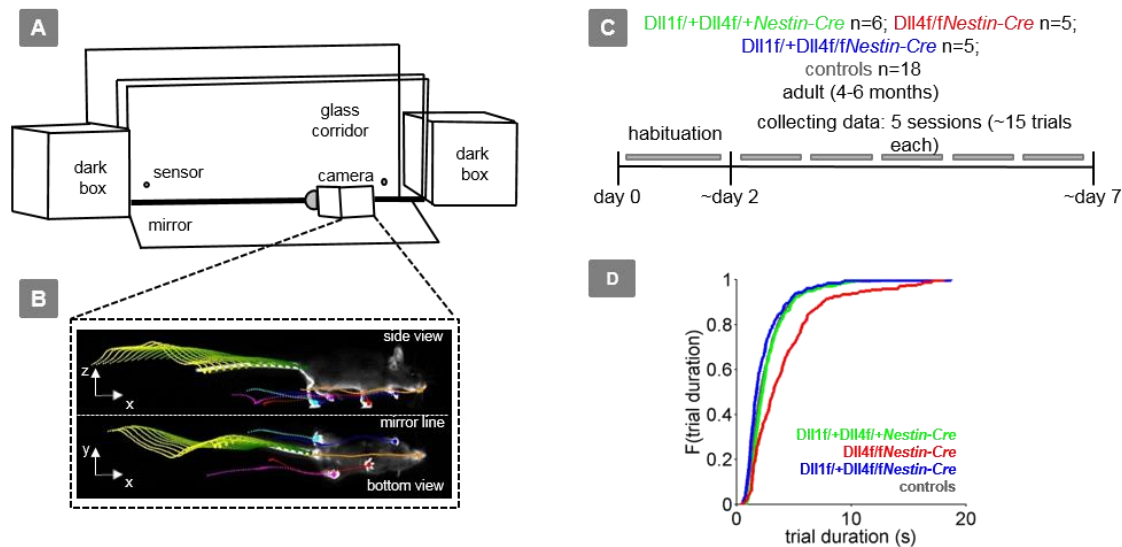 A
dark
box
sensor
mirror
glass
corridor
camera
dark
box
B
side view
z
x
mirror line
y
x
bottom view
C
Dll1f/+Dll4f/+Nestin-Cre n=6; Dll4f/fNestin-Cre n=5;
Dll1f/+Dll4f/fNestin-Cre n=5;
controls n=18
adult (4-6 months)
habituation
collecting data: 5 sessions (~15 trials
each)
day 0
~day 2
~day 7
D
F(trial duration)
1
0.8
0.6
0.4
0.2
0
Dll1f/+Dll4f/+Nestin-Cre
Dll4f/fNestin-Cre
Dll1f/+Dll4f/fNestin-Cre
controls
0
10
20
trial duration (s)